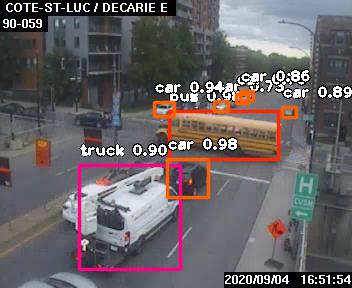 COTE-ST-LUC / DECARIE E
90-059
car 0.86
car 0.94
car 0.89
truck 0.90
car 0.98
H
CUSM
2020/09/04 16:51:54